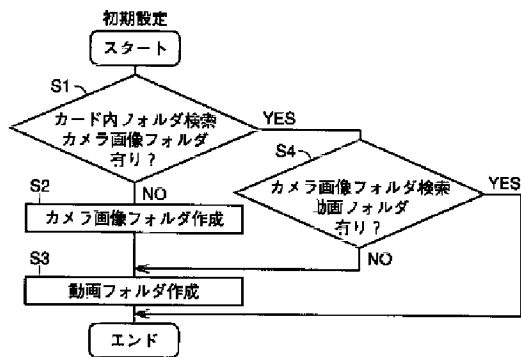 初期設定
スタート
S1
カード内フォルダ検索
カメラ画像フォルダ
有り？
YES
S4
カメラ画像フォルダ検索
動画フォルダ
有り？
YES
NO
S2
カメラ画像フォルダ作成
NO
S3
動画フォルダ作成
エンド